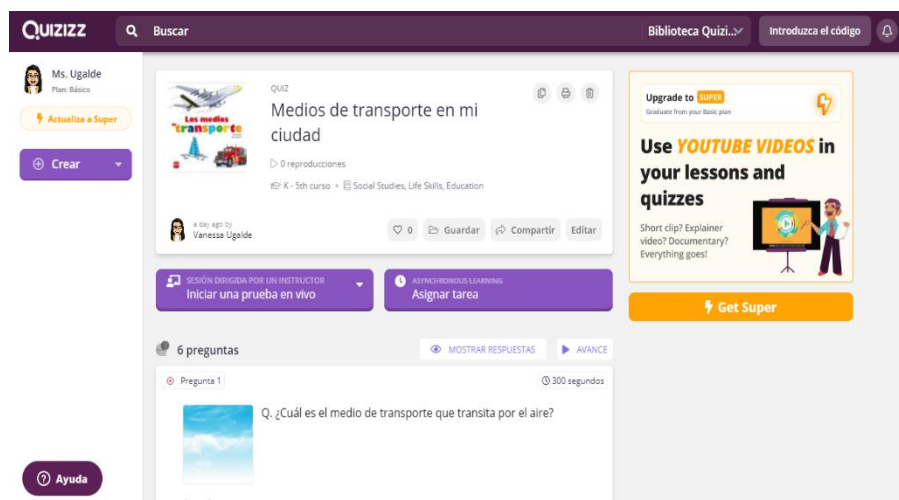 QUIZIZZ
Buscar
Biblioteca Quizi...
Introduzca el código
Ms. Ugalde
Plan: Básico
Actualiza a Super
Crear
Los medios
transporte
QUIZ
Medios de transporte en mi
ciudad
0 reproducciones
K - 5th curso • Social Studies, Life Skills, Education
a day ago by
Vanessa Ugalde
0
Guardar
Compartir
Editar
SESIÓN DIRIGIDA POR UN INSTRUCTOR
Iniciar una prueba en vivo
ASYNCHRONOUS LEARNING
Asignar tarea
6 preguntas
MOSTRAR RESPUESTAS
AVANCE
Pregunta 1
300 segundos
Q. ¿Cuál es el medio de transporte que transita por el aire?
Upgrade to SUPER
Graduate from your Basic plan
Use YOUTUBE VIDEOS in
your lessons and
quizzes
Short clip? Explainer
video? Documentary?
Everything goes!
Get Super
Ayuda